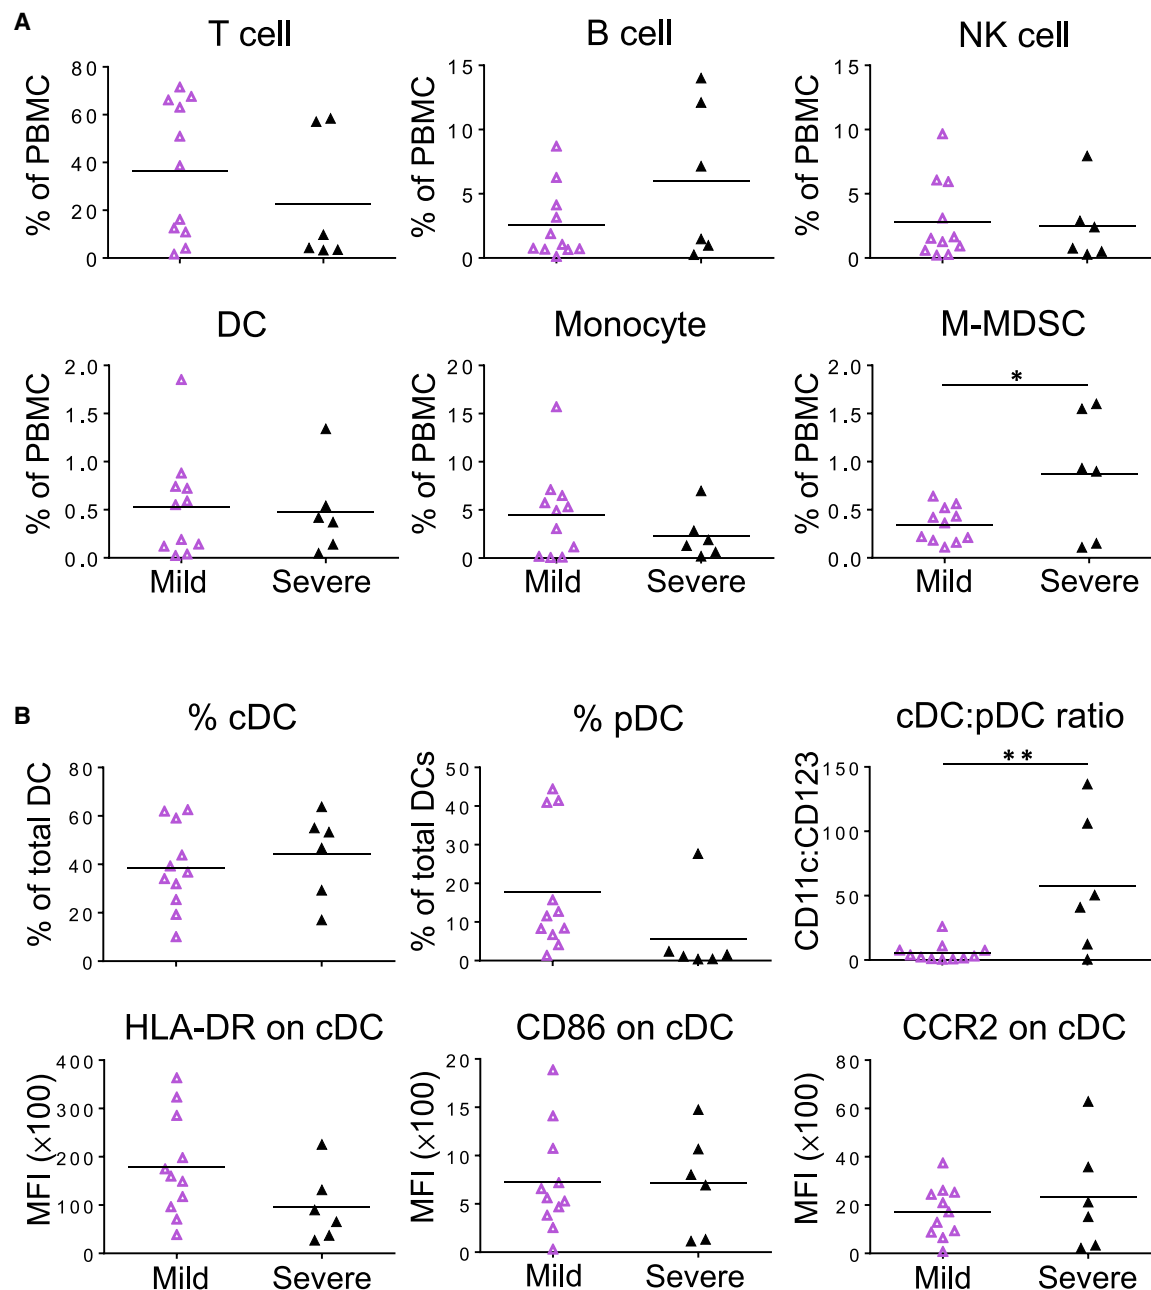 A
T cell
B cell
NK cell
% of PBMC
80
60
40
20
0
% of PBMC
15
10
5
0
% of PBMC
15
10
5
0
DC
Monocyte
M-MDSC
% of PBMC
2.0
1.5
1.0
0.5
0.0
Mild
Severe
% of PBMC
20
15
10
5
0
Mild
Severe
% of PBMC
2.0
1.5
1.0
0.5
0.0
*
Mild
Severe
B
% cDC
% pDC
cDC:pDC ratio
% of total DC
80
60
40
20
0
% of total DCs
50
40
30
20
10
0
CD11c:CD123
150
100
50
0
**
HLA-DR on cDC
CD86 on cDC
CCR2 on cDC
MFI (×100)
400
300
200
100
0
Mild
Severe
MFI (×100)
20
15
10
5
0
Mild
Severe
MFI (×100)
80
60
40
20
0
Mild
Severe